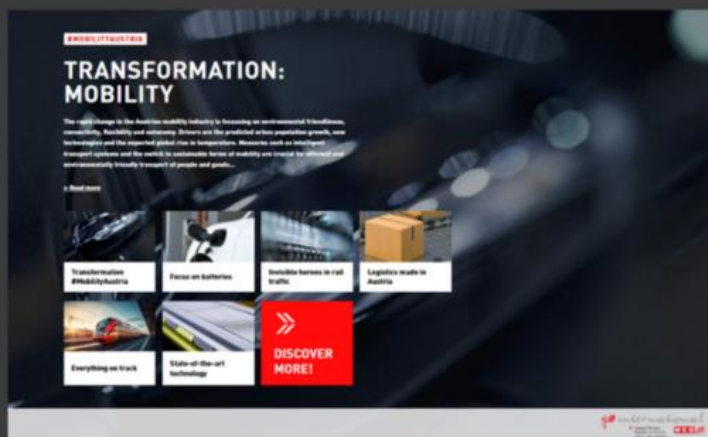 #MOBILITYAUSTRIA
TRANSFORMATION:
MOBILITY
The rapid change in the Austrian mobility industry is focussing on environmental friendliness,
connectivity, flexibility and autonomy. Drivers are the predicted urban population growth, new
technologies and the expected global rise in temperature. Measures such as intelligent
transport systems and the switch to sustainable forms of mobility are crucial for efficient and
environmentally friendly transport of people and goods...
> Read more
Transformation
#MobilityAustria
Focus on batteries
Invisible heroes in rail
traffic
Logistics made in
Austria
Everything on track
State-of-the-art
technology
DISCOVER
MORE!
go international